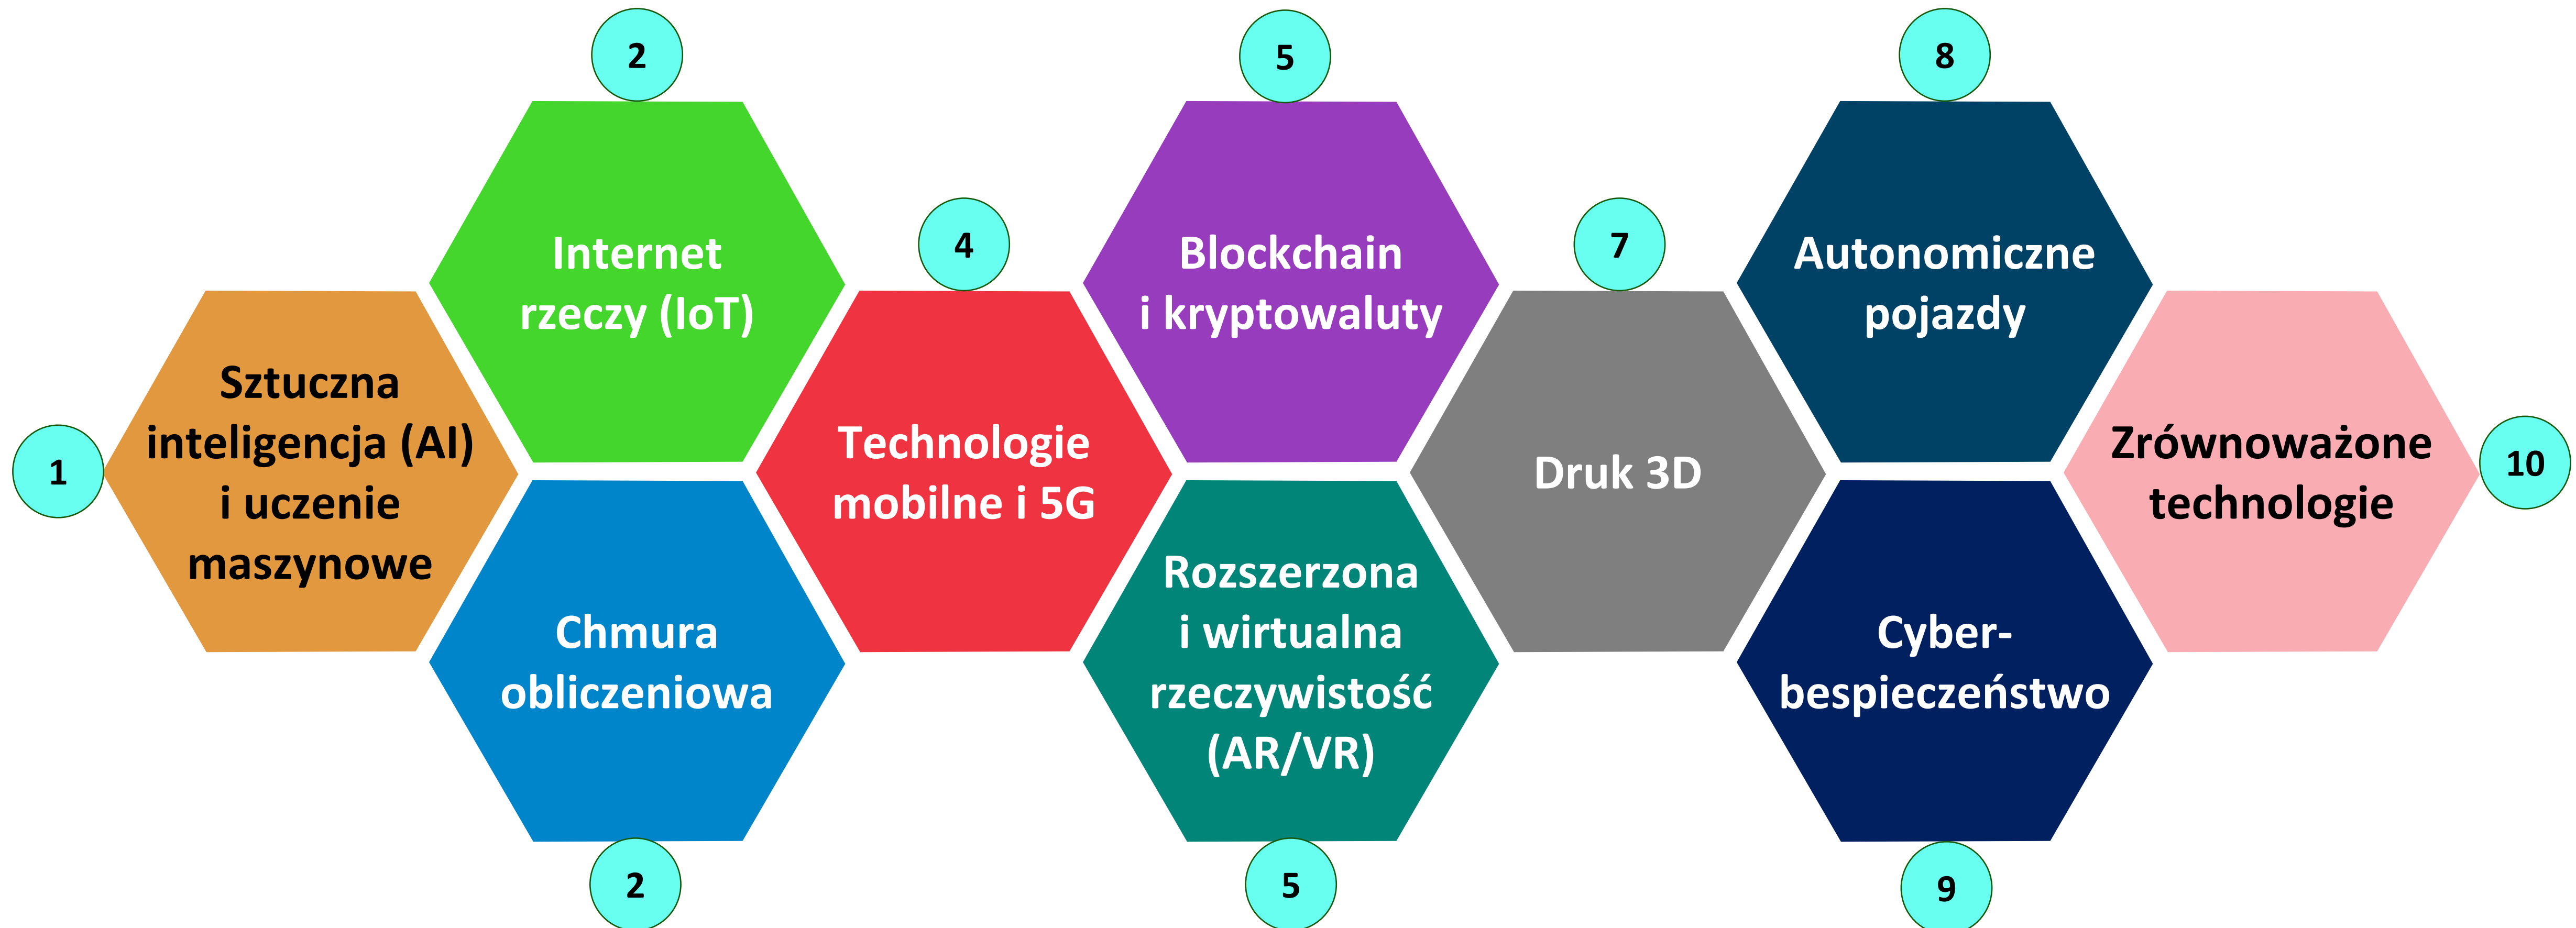 1
Sztuczna
inteligencja (AI)
i uczenie
maszynowe
2
Internet
rzeczy (IoT)
2
Chmura
obliczeniowa
4
Technologie
mobilne i 5G
5
Blockchain
i kryptowaluty
5
Rozszerzona
i wirtualna
rzeczywistość
(AR/VR)
7
Druk 3D
8
Autonomiczne
pojazdy
9
Cyber-
bespieczeństwo
10
Zrównoważone
technologie